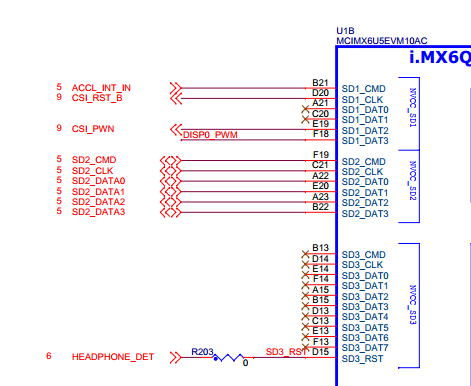 U1B
MCIMX6U5EVM10AC
i.MX6Q
5 ACCL_INT_IN B21 SD1_CMD
9 CSI_RST_B D20 SD1_CLK
A21 SD1_DAT0
C20 SD1_DAT1
9 CSI_PWN E19 SD1_DAT2
DISP0_PWM F18 SD1_DAT3
NVCC_SD1
5 SD2_CMD F19 SD2_CMD
5 SD2_CLK C21 SD2_CLK
5 SD2_DATA0 A22 SD2_DAT0
5 SD2_DATA1 E20 SD2_DAT1
5 SD2_DATA2 A23 SD2_DAT2
5 SD2_DATA3 B22 SD2_DAT3
NVCC_SD2
B13 SD3_CMD
D14 SD3_CLK
E14 SD3_DAT0
F14 SD3_DAT1
A15 SD3_DAT2
B15 SD3_DAT3
D13 SD3_DAT4
C13 SD3_DAT5
E13 SD3_DAT6
F13 SD3_DAT7
6 HEADPHONE_DET R203 0 SD3_RST D15 SD3_RST
NVCC_SD3